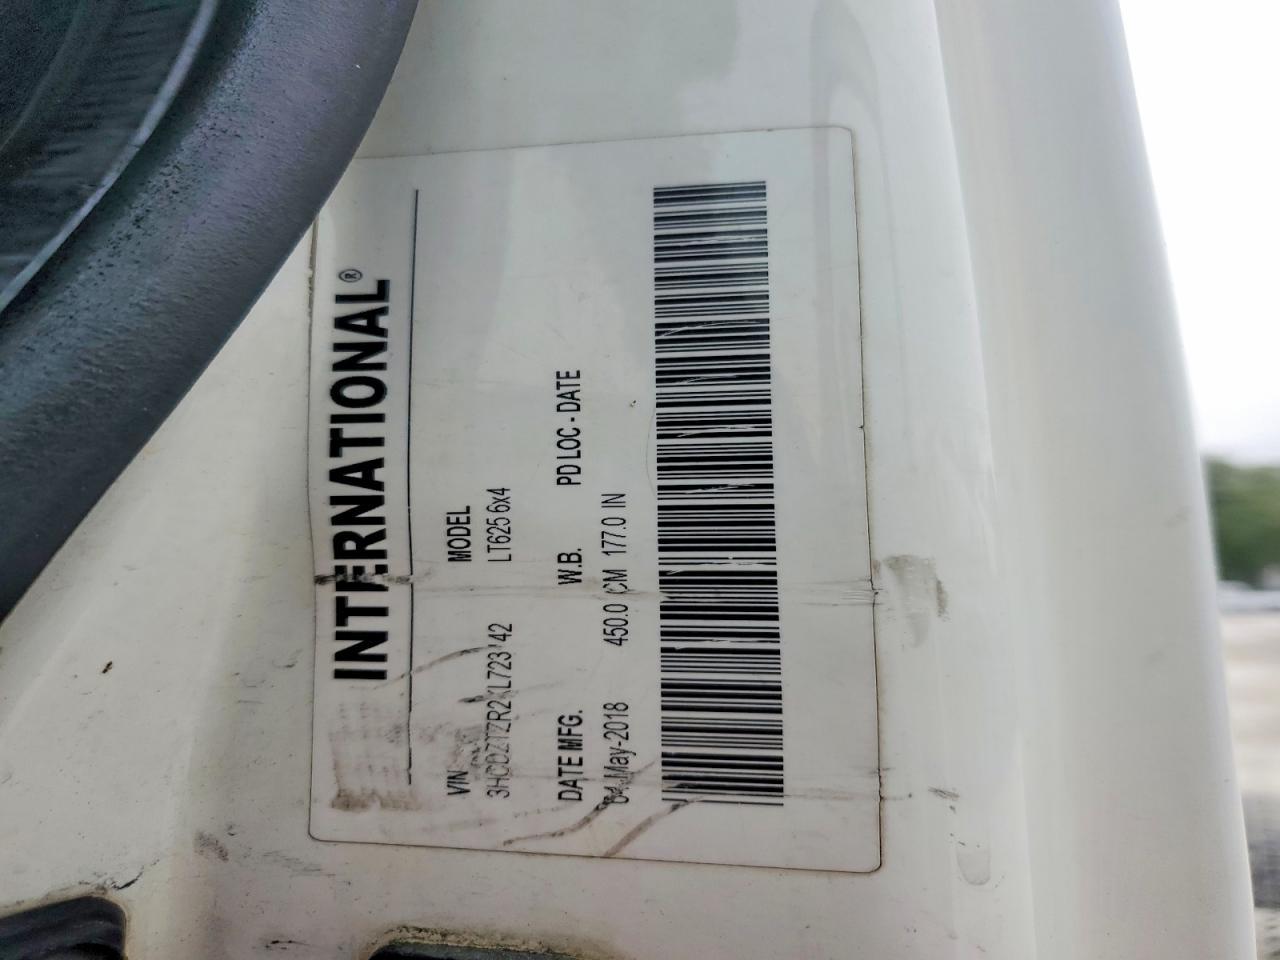 INTERNATIONAL®
VIN MODEL
LT625 6x4
DATE MFG. W.B. PD LOC - DATE
May-2018 450.0 CM 177.0 IN